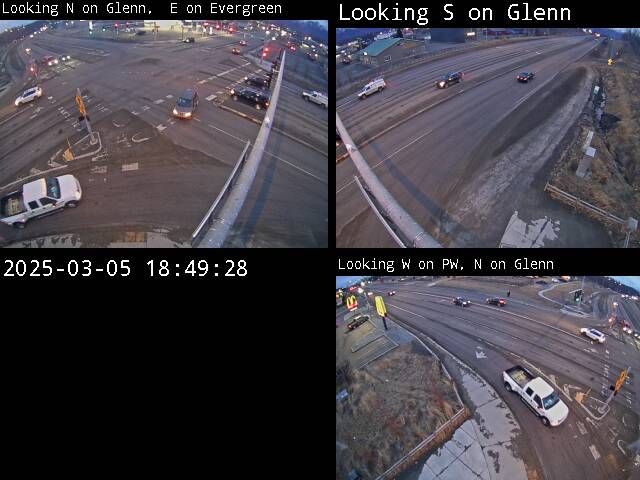 Looking N on Glenn,  E on Evergreen
Looking S on Glenn
2025-03-05 18:49:28
Looking W on PW, N on Glenn